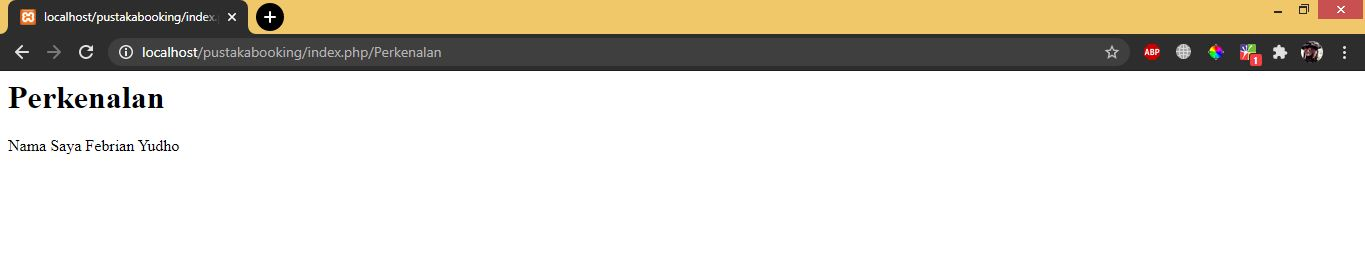 localhost/pustakabooking/index.
localhost/pustakabooking/index.php/Perkenalan
ABP
1
Perkenalan
Nama Saya Febrian Yudho